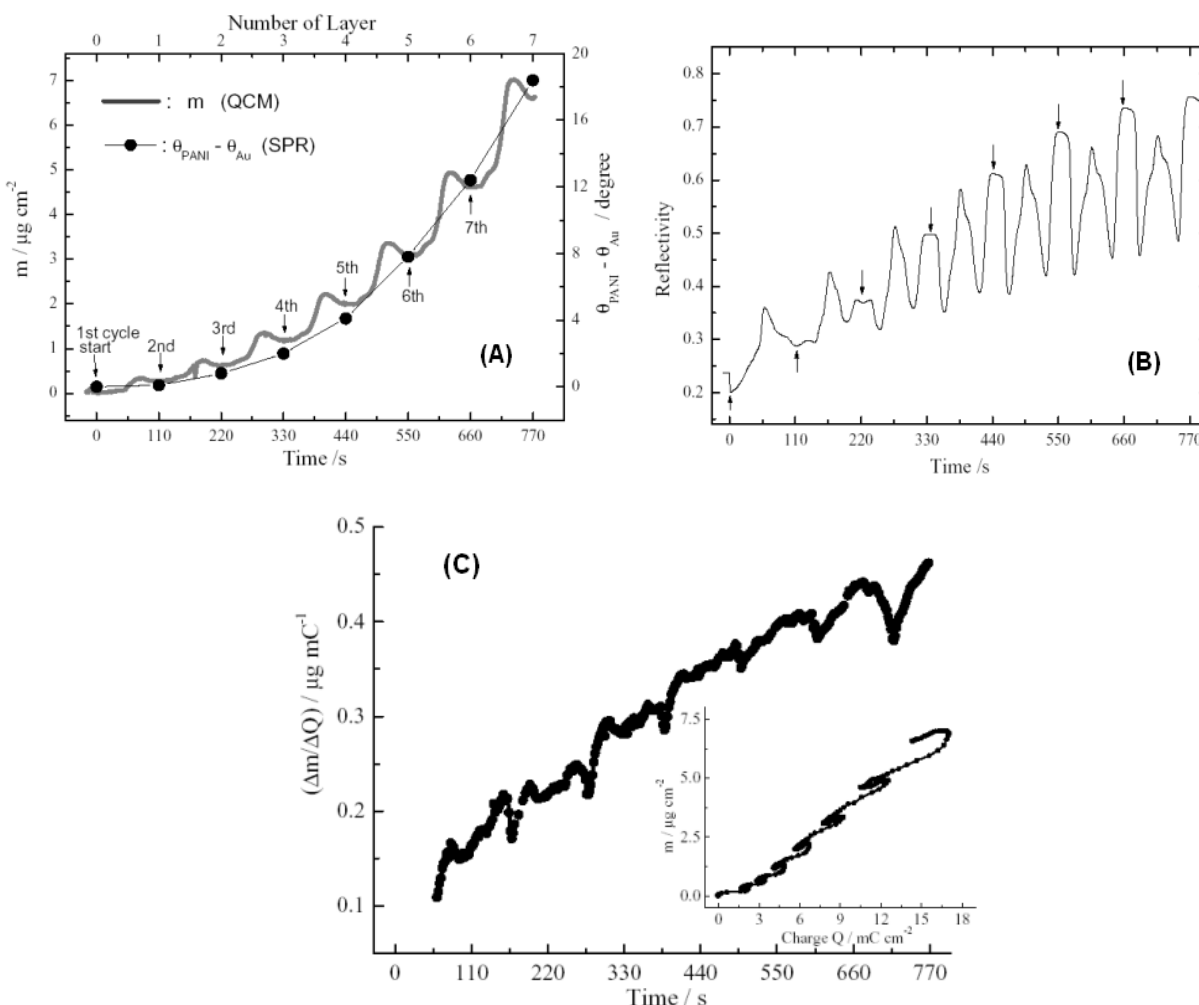 Number of Layer
0 1 2 3 4 5 6 7
7
6
5
4
3
2
1
0
m / μg cm⁻²
20
16
12
8
4
0
θPANI - θAu / degree
: m (QCM)
: θPANI - θAu (SPR)
1st cycle
start
2nd
3rd
4th
5th
6th
7th
(A)
0 110 220 330 440 550 660 770
Time /s
0.8
0.7
0.6
0.5
0.4
0.3
0.2
Reflectivity
(B)
0 110 220 330 440 550 660 770
Time /s
0.5
0.4
0.3
0.2
0.1
(Δm/ΔQ) / μg mC⁻¹
(C)
7.5
5.0
2.5
0.0
m / μg cm⁻²
0 3 6 9 12 15 18
Charge Q / mC cm⁻²
0 110 220 330 440 550 660 770
Time /s